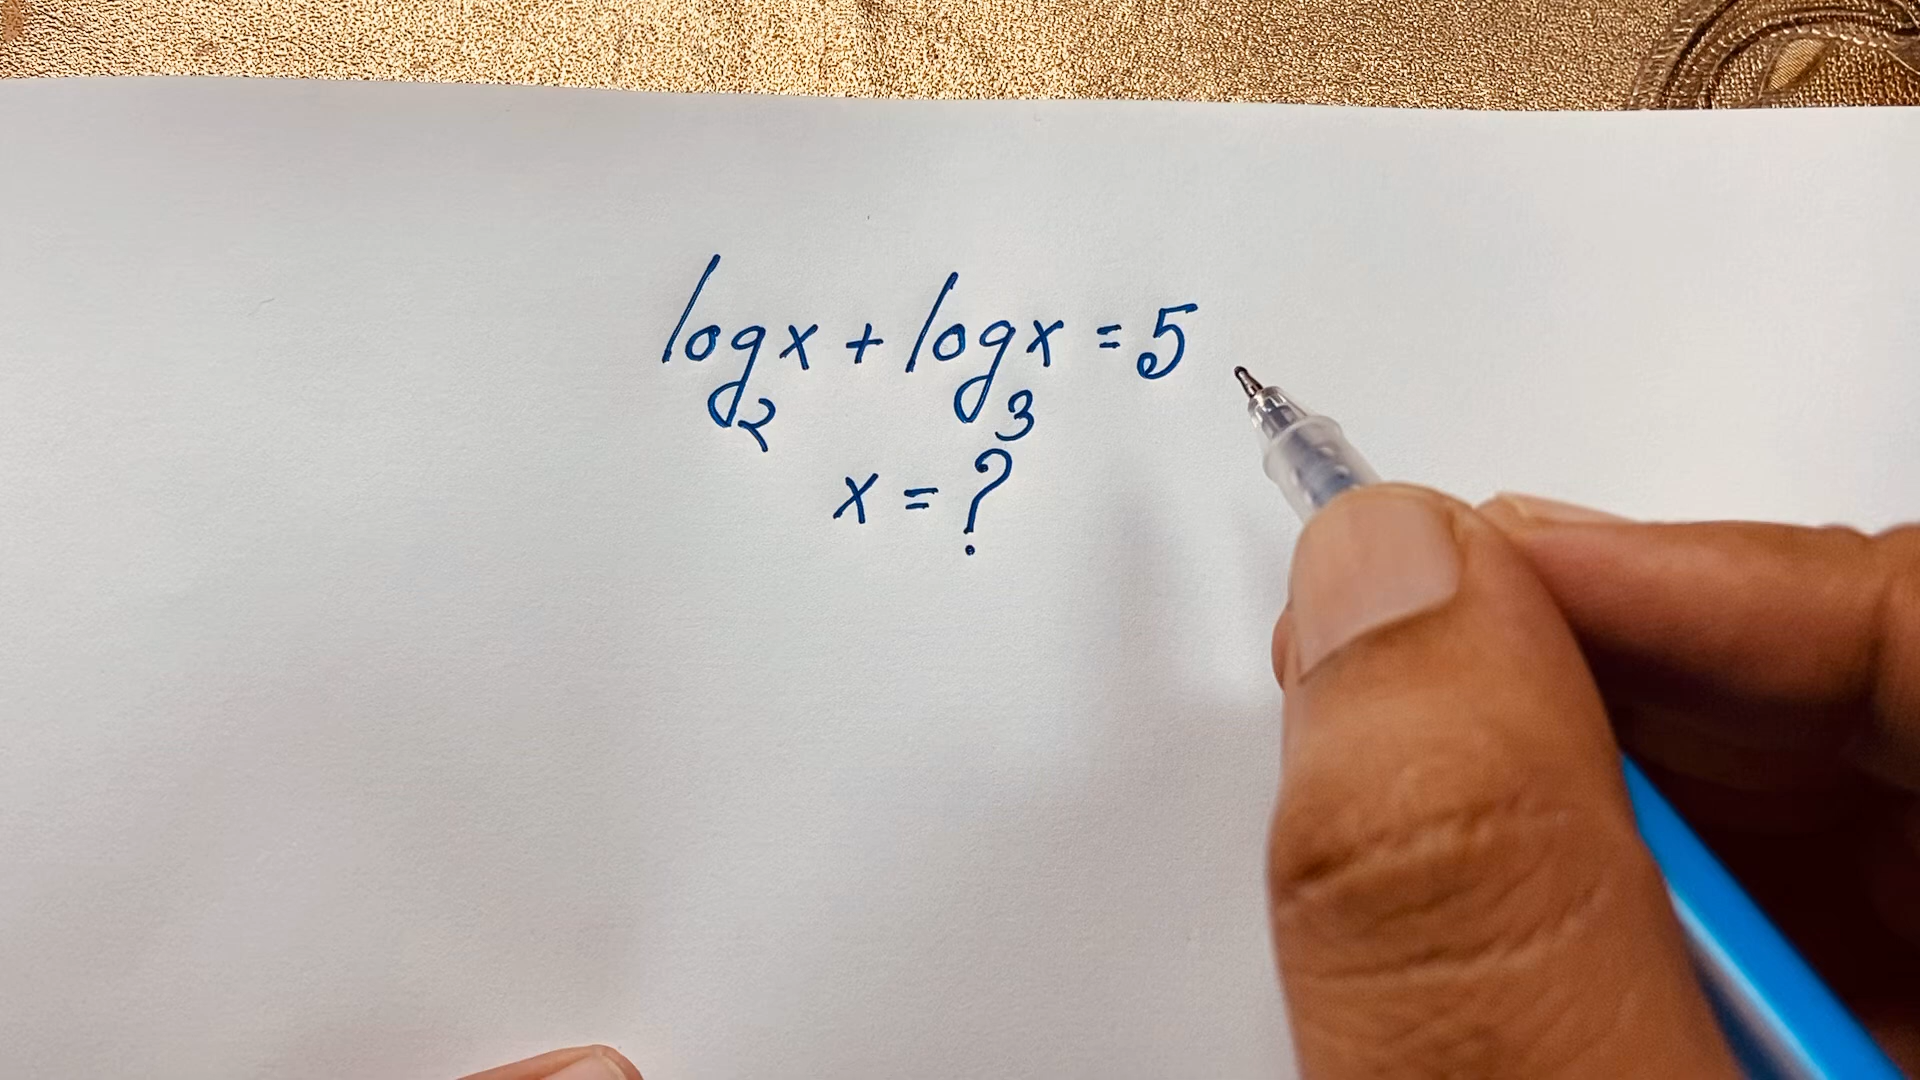 log₂x + log₃x = 5
x = ?